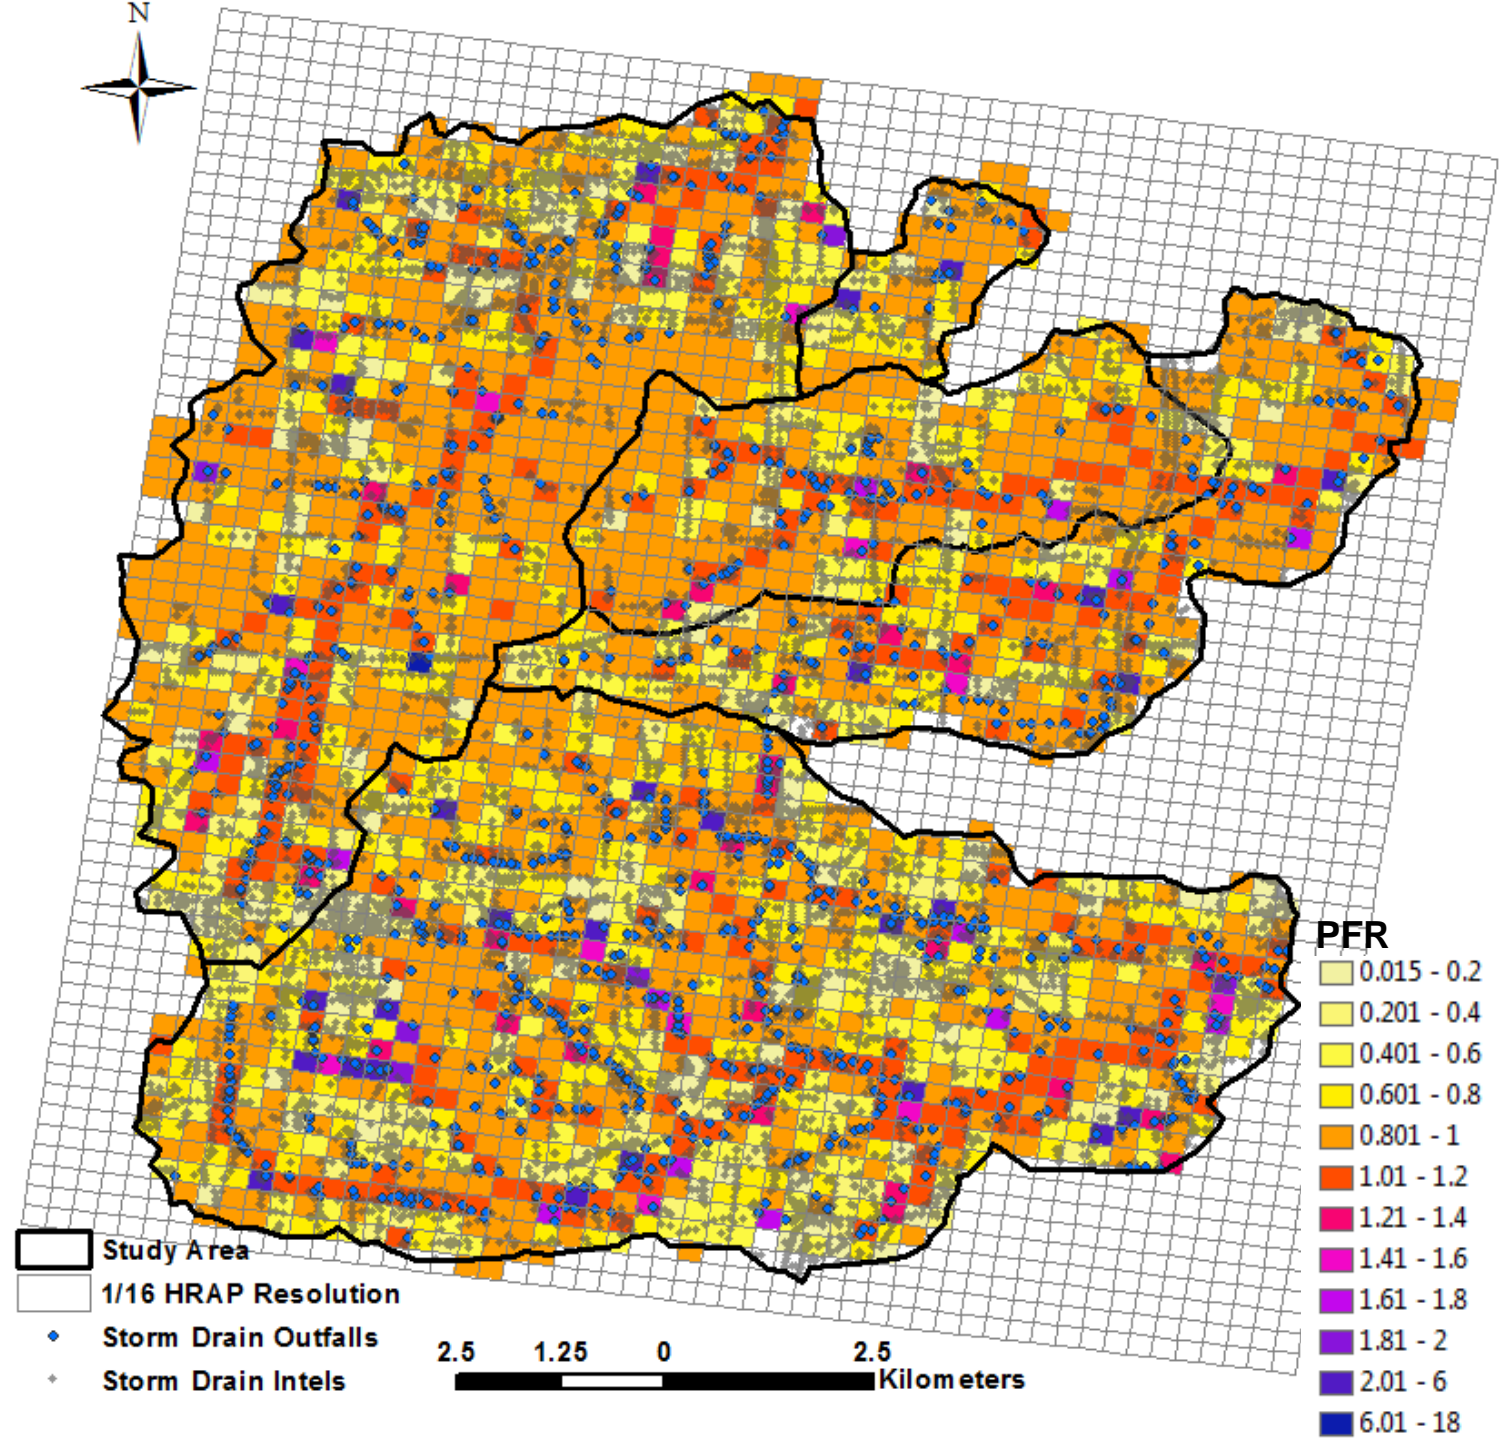 N
PFR
0.015 - 0.2
0.201 - 0.4
0.401 - 0.6
0.601 - 0.8
0.801 - 1
1.01 - 1.2
1.21 - 1.4
1.41 - 1.6
1.61 - 1.8
1.81 - 2
2.01 - 6
6.01 - 18
Study Area
1/16 HRAP Resolution
Storm Drain Outfalls
Storm Drain Intels
2.5 1.25 0 2.5
Kilometers